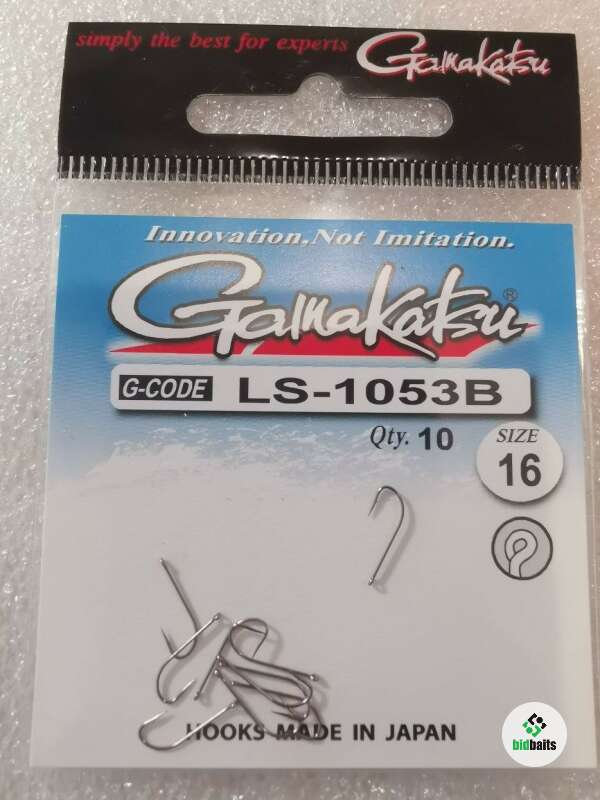 simply the best for experts Gamakatsu
Innovation, Not Imitation.
Gamakatsu®
G-CODE LS-1053B
Qty. 10
SIZE
16
HOOKS MADE IN JAPAN
bidbaits